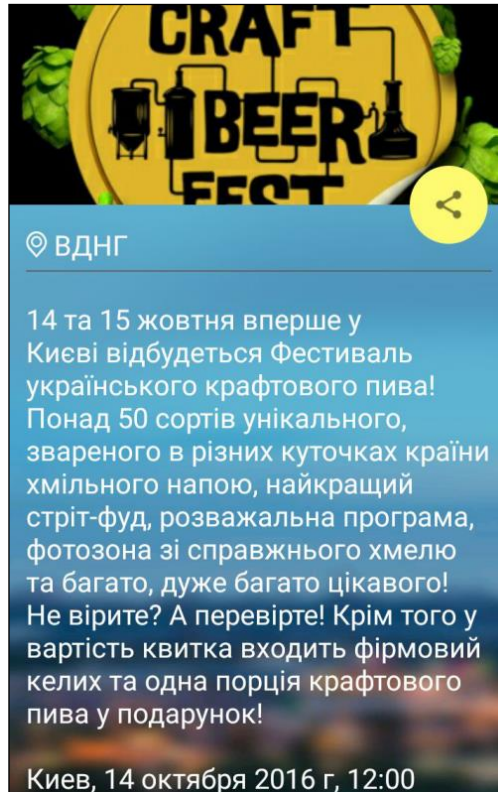 CRAFT
BEER
FEST
ВДНГ
14 та 15 жовтня вперше у
Києві відбудеться Фестиваль
українського крафтового пива!
Понад 50 сортів унікального,
звареного в різних куточках країни
хмільного напою, найкращий
стріт-фуд, розважальна програма,
фотозона зі справжнього хмелю
та багато, дуже багато цікавого!
Не вірите? А перевірте! Крім того у
вартість квитка входить фірмовий
келих та одна порція крафтового
пива у подарунок!
Киев, 14 октября 2016 г, 12:00